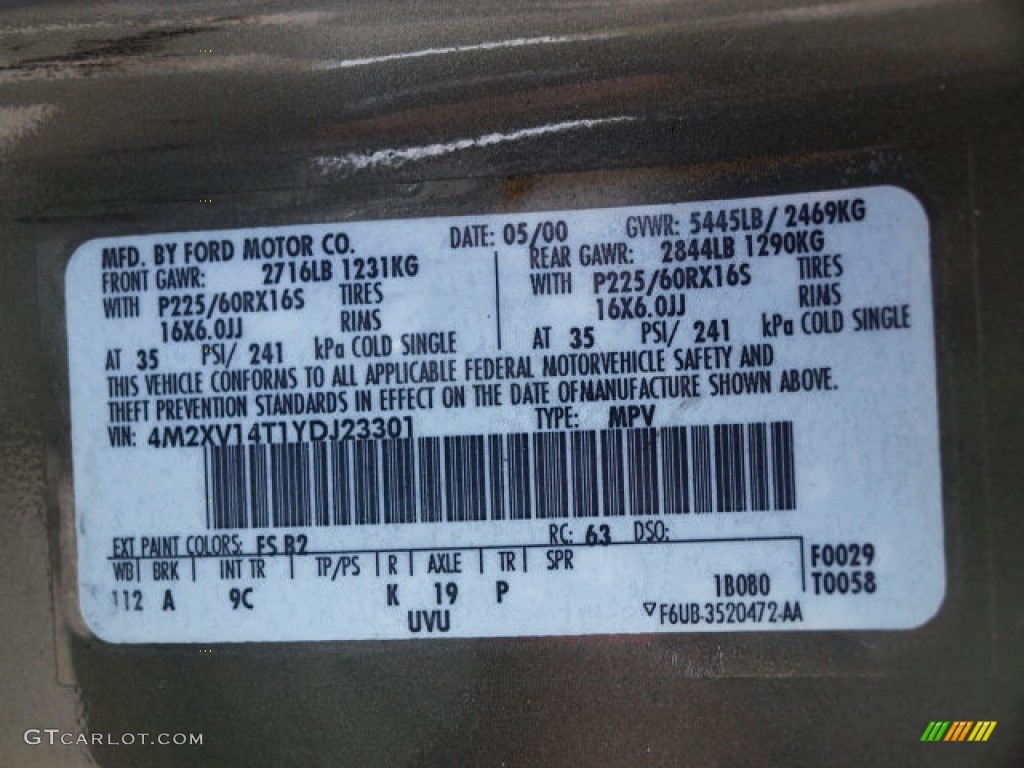 MFD. BY FORD MOTOR CO. DATE: 05/00 GVWR: 5445LB/ 2469KG
FRONT GAWR: 2716LB 1231KG REAR GAWR: 2844LB 1290KG
WITH P225/60RX16S TIRES WITH P225/60RX16S TIRES
16X6.0JJ RIMS 16X6.0JJ RIMS
AT 35 PSI/ 241 kPa COLD SINGLE AT 35 PSI/ 241 kPa COLD SINGLE
THIS VEHICLE CONFORMS TO ALL APPLICABLE FEDERAL MOTORVEHICLE SAFETY AND
THEFT PREVENTION STANDARDS IN EFFECT ON THE DATE OFMANUFACTURE SHOWN ABOVE.
VIN: 4M2XV14T1YDJ23301 TYPE: MPV
EXT PAINT COLORS: FS B2 RC: 63 DSO:
WB BRK INT TR TP/PS R AXLE TR SPR F0029
112 A 9C K 19 P 1B080 T0058
UVU F6UB-3520472-AA
GTCARLOT.COM